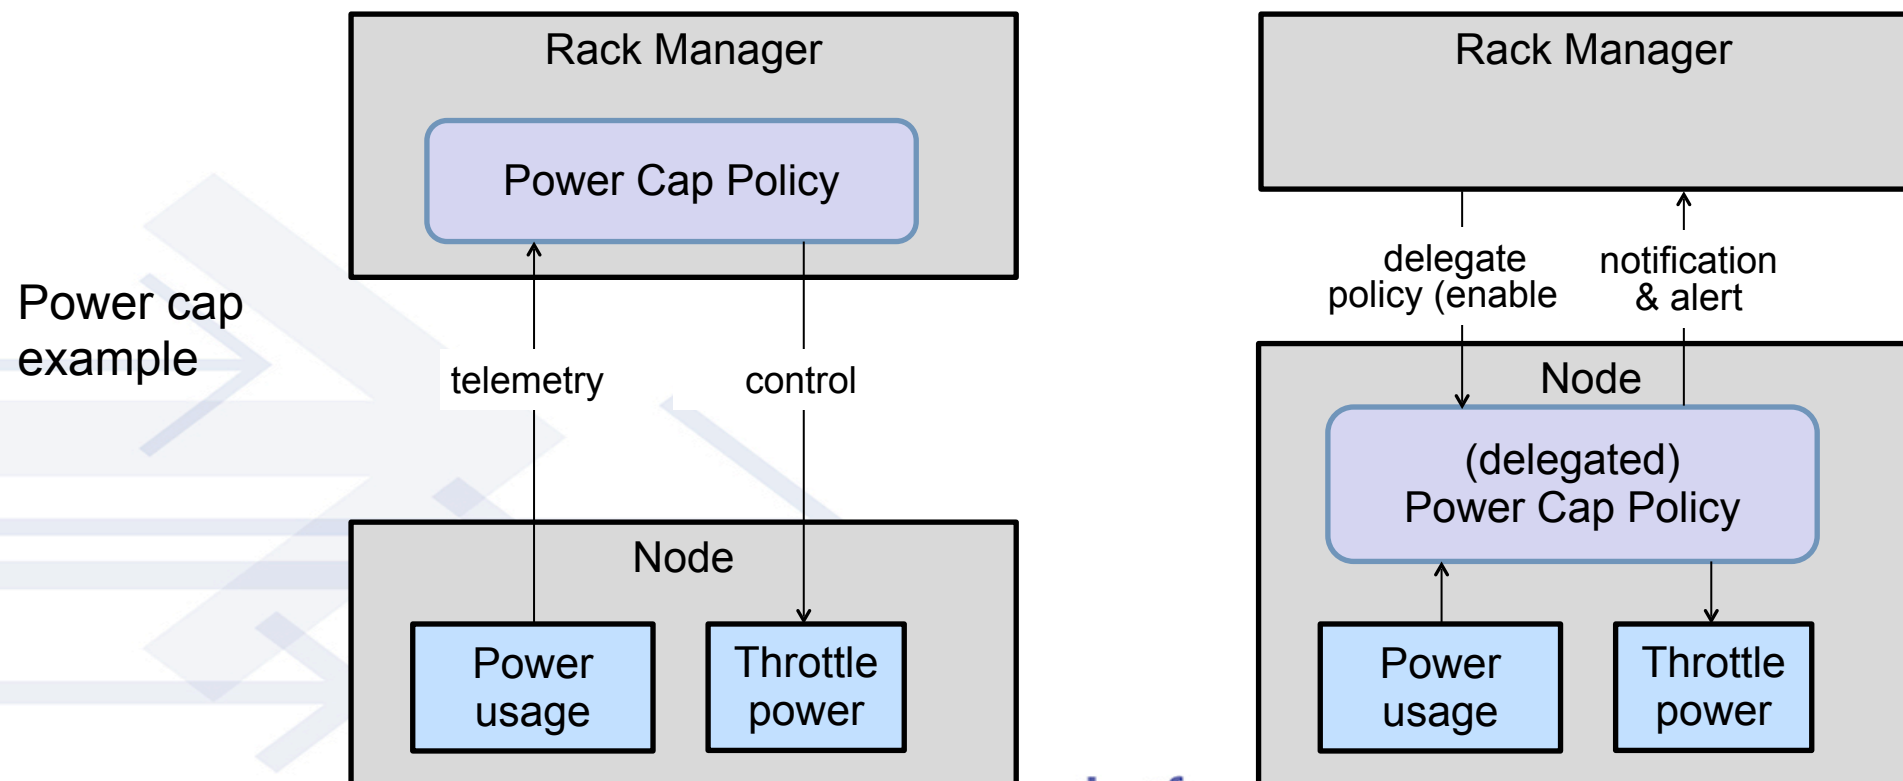 Power cap
example
Rack Manager
Power Cap Policy
telemetry
control
Node
Power
usage
Throttle
power
Rack Manager
delegate
policy (enable
notification
& alert
Node
(delegated)
Power Cap Policy
Power
usage
Throttle
power